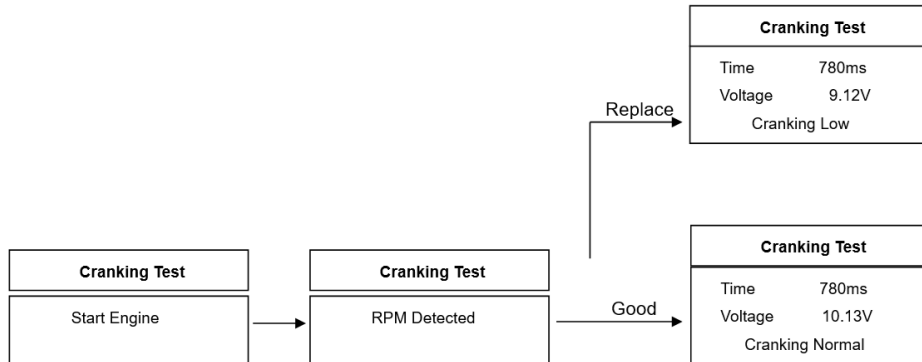 Cranking Test
Time 780ms
Voltage 9.12V
Cranking Low
Replace
Cranking Test
Start Engine
Cranking Test
RPM Detected
Good
Cranking Test
Time 780ms
Voltage 10.13V
Cranking Normal